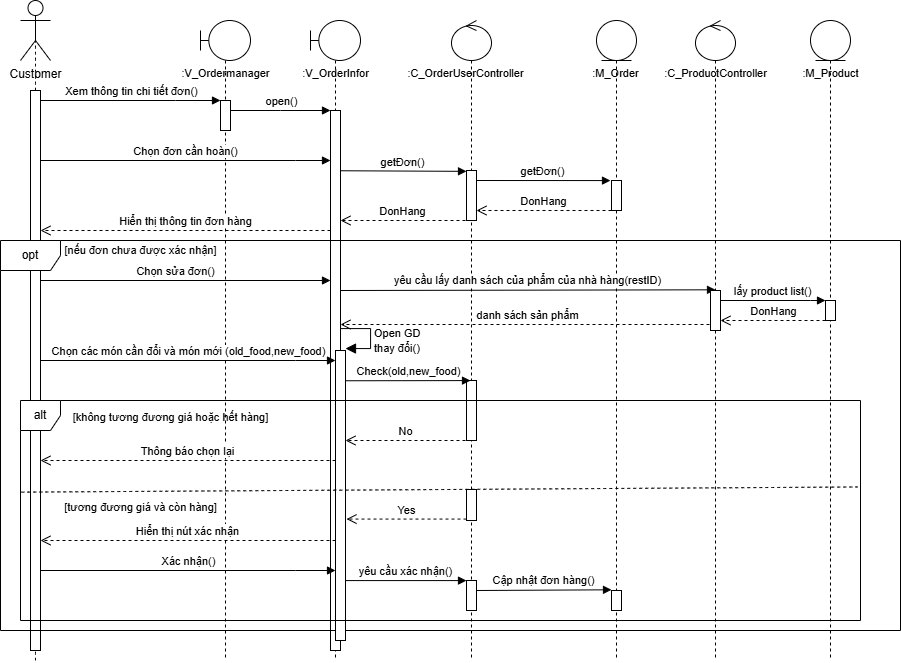 Customer
:V_Ordermanager
:V_OrderInfor
:C_OrderUserController
:M_Order
:C_ProductController
:M_Product
Xem thông tin chi tiết đơn()
open()
Chọn đơn cần hoàn()
getĐơn()
getĐơn()
DonHang
DonHang
Hiển thị thông tin đơn hàng
opt
[nếu đơn chưa được xác nhận]
Chọn sửa đơn()
yêu cầu lấy danh sách của phẩm của nhà hàng(restID)
lấy product list()
DonHang
danh sách sản phẩm
Open GD
thay đổi()
Chọn các món cần đổi và món mới (old_food,new_food)
Check(old,new_food)
alt
[không tương đương giá hoặc hết hàng]
No
Thông báo chọn lại
[tương đương giá và còn hàng]
Yes
Hiển thị nút xác nhận
Xác nhận()
yêu cầu xác nhận()
Cập nhật đơn hàng()